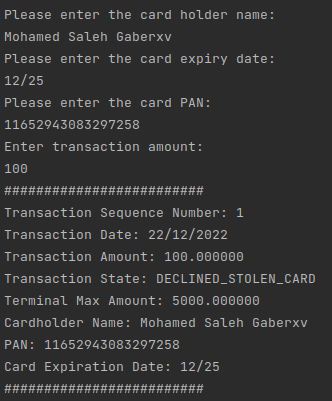 Please enter the card holder name:
Mohamed Saleh Gaberxv
Please enter the card expiry date:
12/25
Please enter the card PAN:
11652943083297258
Enter transaction amount:
100
#########################
Transaction Sequence Number: 1
Transaction Date: 22/12/2022
Transaction Amount: 100.000000
Transaction State: DECLINED_STOLEN_CARD
Terminal Max Amount: 5000.000000
Cardholder Name: Mohamed Saleh Gaberxv
PAN: 11652943083297258
Card Expiration Date: 12/25
#########################